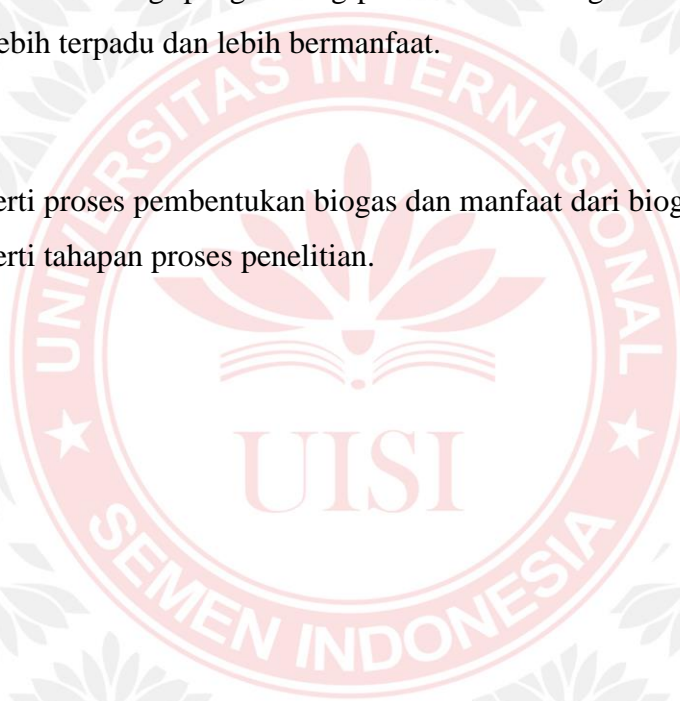 lebih terpadu dan lebih bermanfaat.
erti proses pembentukan biogas dan manfaat dari biog
erti tahapan proses penelitian.
UNIVERSITAS INTERNASIONAL
UISI
SEMEN INDONESIA